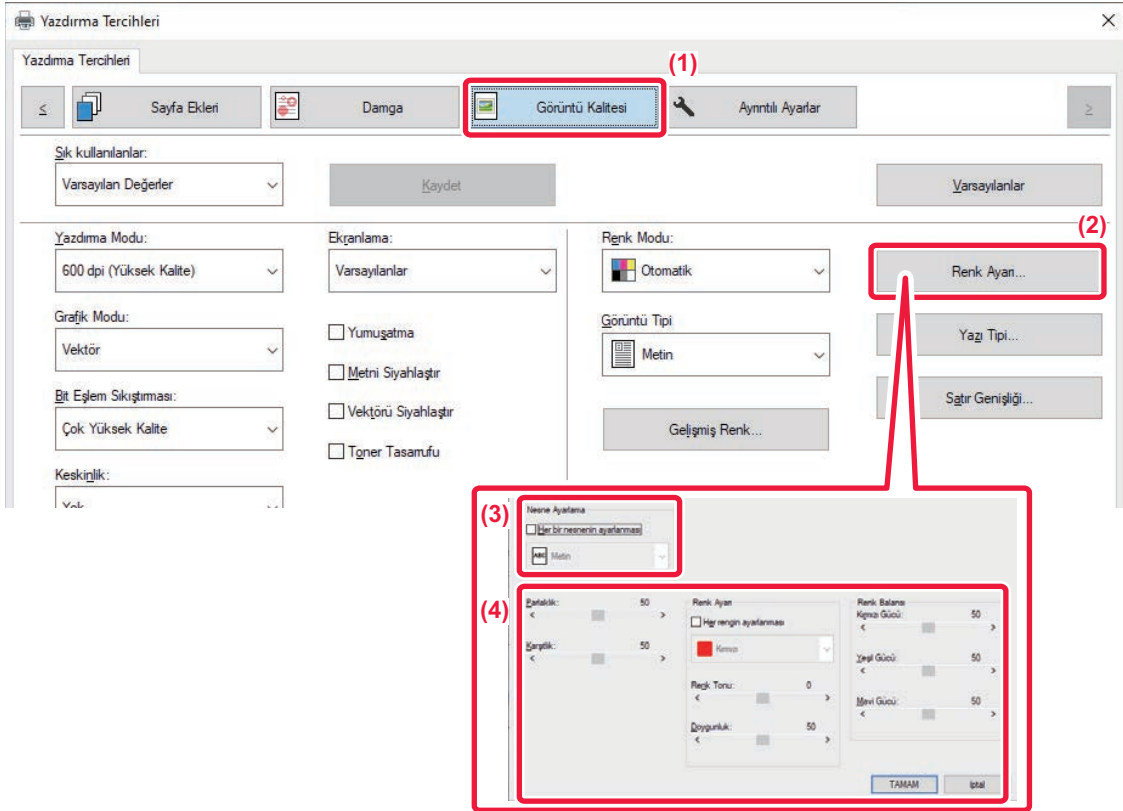 Yazdırma Tercihleri
Yazdırma Tercihleri
(1)
< Sayfa Ekleri Damga Görüntü Kalitesi Ayrıntılı Ayarlar >
Sık kullanılanlar:
Varsayılan Değerler Kaydet Varsayılanlar
(2)
Yazdırma Modu: Ekranlama: Renk Modu:
600 dpi (Yüksek Kalite) Varsayılanlar Otomatik Renk Ayarı...
Grafik Modu: Görüntü Tipi
Vektör Yumuşatma Metin Yazı Tipi...
Metni Siyahlaştır
Bit Eşlem Sıkıştırması: Satır Genişliği...
Çok Yüksek Kalite Vektörü Siyahlaştır Gelişmiş Renk...
Toner Tasarrufu
Keskinlik:
Yok
(3)
Nesne Ayarlama
Her bir nesnenin ayarlanması
ABC Metin
(4)
Parlaklık: 50 Renk Ayarı Renk Balansı
Her rengin ayarlanması Kırmızı Gücü: 50
Karşıtlık: 50 Kırmızı Yeşil Gücü: 50
Renk Tonu: 0 Mavi Gücü: 50
Doygunluk: 50
TAMAM İptal